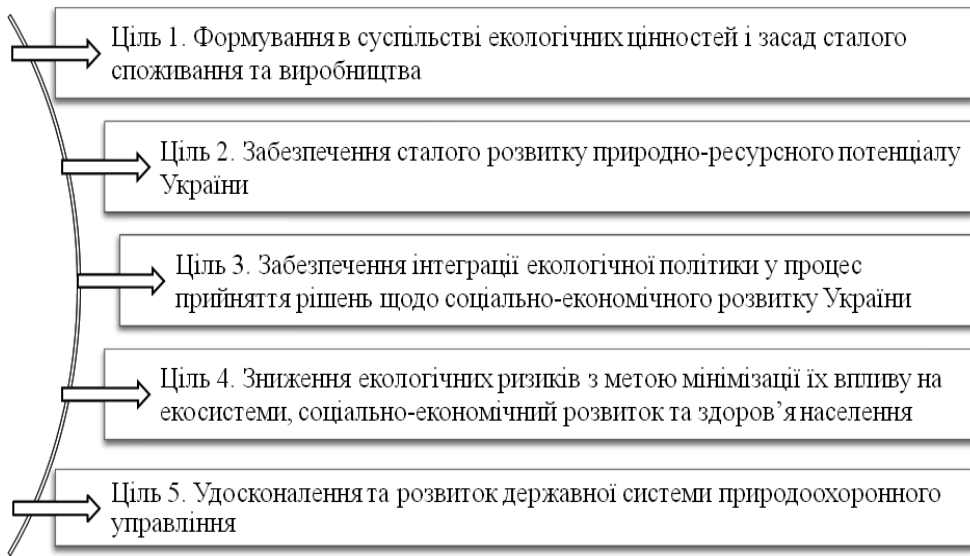 Ціль 1. Формування в суспільстві екологічних цінностей і засад сталого
споживання та виробництва
Ціль 2. Забезпечення сталого розвитку природно-ресурсного потенціалу
України
Ціль 3. Забезпечення інтеграції екологічної політики у процес
прийняття рішень щодо соціально-економічного розвитку України
Ціль 4. Зниження екологічних ризиків з метою мінімізації їх впливу на
екосистеми, соціально-економічний розвиток та здоров’я населення
Ціль 5. Удосконалення та розвиток державної системи природоохоронного
управління